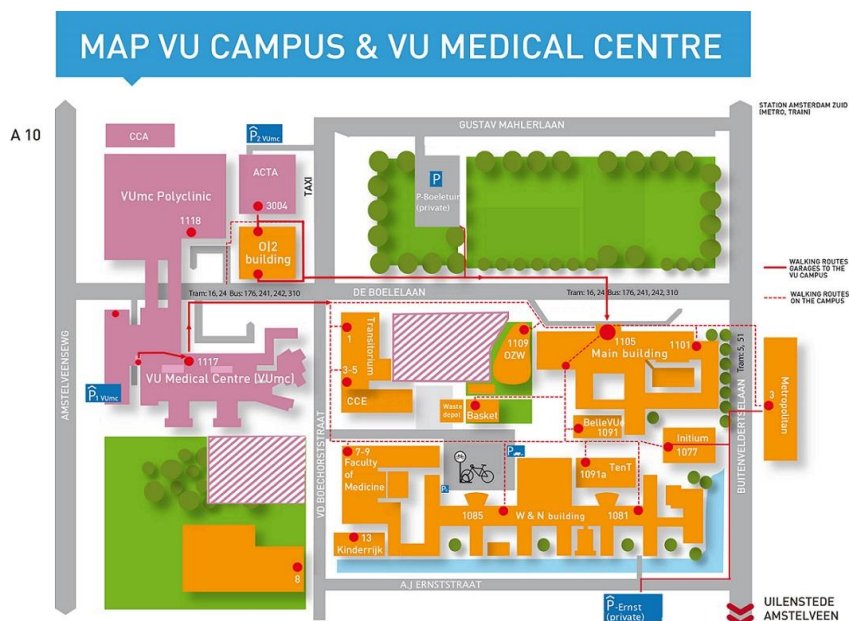 MAP VU CAMPUS & VU MEDICAL CENTRE
STATION AMSTERDAM ZUID
(METRO, TRAIN)
A 10
GUSTAV MAHLERLAAN
CCA
P2 VUmc
TAXI
ACTA
3004
VUmc Polyclinic
1118
P
P-Boeletuin
(private)
O|2
building
WALKING ROUTES
GARAGES TO THE
VU CAMPUS
WALKING ROUTES
ON THE CAMPUS
Tram: 16, 24 Bus: 176, 241, 242, 310
DE BOELELAAN
Tram: 16, 24 Bus: 176, 241, 242, 310
AMSTELVEENSEWG
1117
VU Medical Centre (VUmc)
P1 VUmc
1
Transitorium
3-5
CCE
1109
OZW
1105
Main building
1101
Tram: 5, 51
3
Metropolitan
Waste
depot
Basket
BelleVUe
1091
Initium
1077
VD BOECHORSTSTRAAT
BUITENVELDERTSELAAN
7-9
Faculty
of
Medicine
P
P
TenT
1091a
1085
W & N building
1081
13
Kinderrijk
8
A.J ERNSTSTRAAT
P-Ernst
(private)
UILENSTEDE
AMSTELVEEN